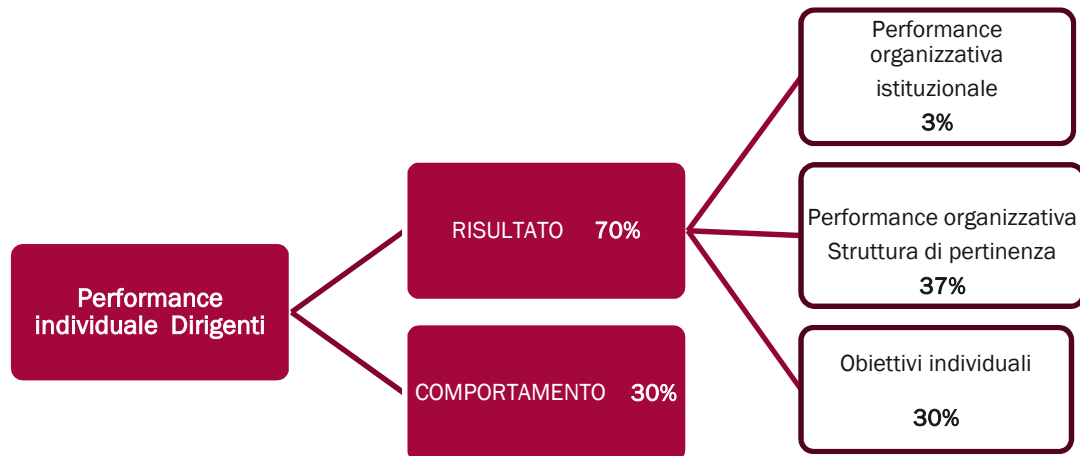 Performance
individuale Dirigenti
RISULTATO 70%
COMPORTAMENTO 30%
Performance
organizzativa
istituzionale
3%
Performance organizzativa
Struttura di pertinenza
37%
Obiettivi individuali
30%